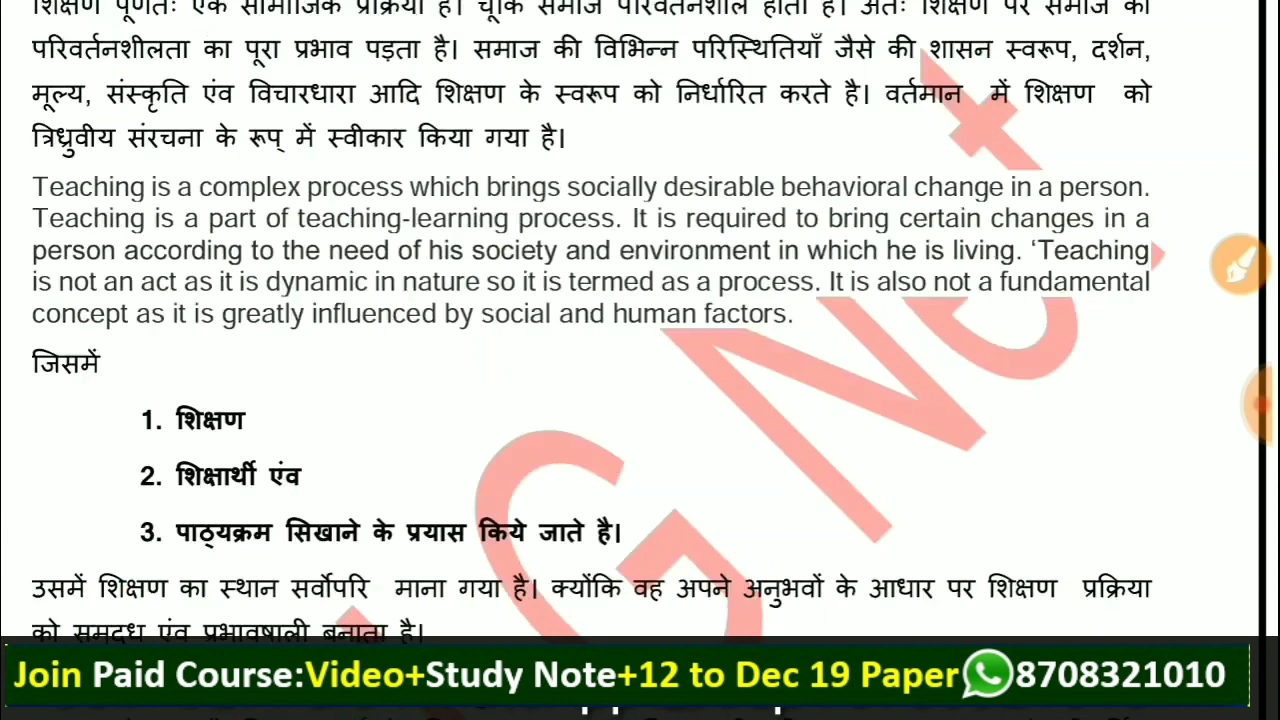 शिक्षण पूर्णतः एक सामाजिक प्रक्रिया है। चूंकि समाज परिवर्तनशील होता है। अतः शिक्षण पर समाज की
परिवर्तनशीलता का पूरा प्रभाव पड़ता है। समाज की विभिन्न परिस्थितियाँ जैसे की शासन स्वरूप, दर्शन,
मूल्य, संस्कृति एंव विचारधारा आदि शिक्षण के स्वरूप को निर्धारित करते है। वर्तमान में शिक्षण को
त्रिध्रुवीय संरचना के रूप् में स्वीकार किया गया है।
Teaching is a complex process which brings socially desirable behavioral change in a person.
Teaching is a part of teaching-learning process. It is required to bring certain changes in a
person according to the need of his society and environment in which he is living. ‘Teaching
is not an act as it is dynamic in nature so it is termed as a process. It is also not a fundamental
concept as it is greatly influenced by social and human factors.
जिसमें
1. शिक्षण
2. शिक्षार्थी एंव
3. पाठ्यक्रम सिखाने के प्रयास किये जाते है।
उसमें शिक्षण का स्थान सर्वोपरि माना गया है। क्योंकि वह अपने अनुभवों के आधार पर शिक्षण प्रक्रिया
को समृद्ध एंव प्रभावषाली बनाता है।
Join Paid Course:Video+Study Note+12 to Dec 19 Paper 8708321010